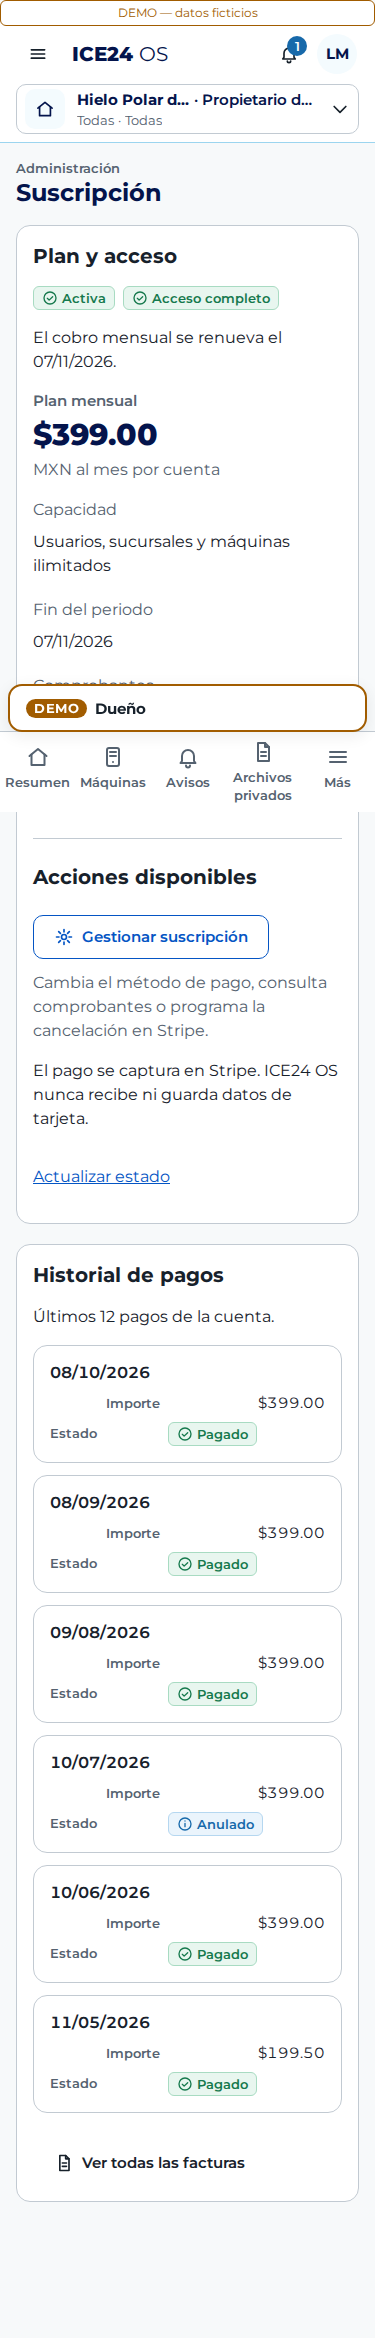 DEMO — datos ficticios
ICE24 OS
1
LM
Hielo Polar d... · Propietario d...
Todas · Todas
Administración
Suscripción
Plan y acceso
Activa
Acceso completo
El cobro mensual se renueva el
07/11/2026.
Plan mensual
$399.00
MXN al mes por cuenta
Capacidad
Usuarios, sucursales y máquinas
ilimitados
Fin del periodo
07/11/2026
DEMO Dueño
Resumen
Máquinas
Avisos
Archivos
privados
Más
Acciones disponibles
Gestionar suscripción
Cambia el método de pago, consulta
comprobantes o programa la
cancelación en Stripe.
El pago se captura en Stripe. ICE24 OS
nunca recibe ni guarda datos de
tarjeta.
Actualizar estado
Historial de pagos
Últimos 12 pagos de la cuenta.
08/10/2026
Importe $399.00
Estado Pagado
08/09/2026
Importe $399.00
Estado Pagado
09/08/2026
Importe $399.00
Estado Pagado
10/07/2026
Importe $399.00
Estado Anulado
10/06/2026
Importe $399.00
Estado Pagado
11/05/2026
Importe $199.50
Estado Pagado
Ver todas las facturas